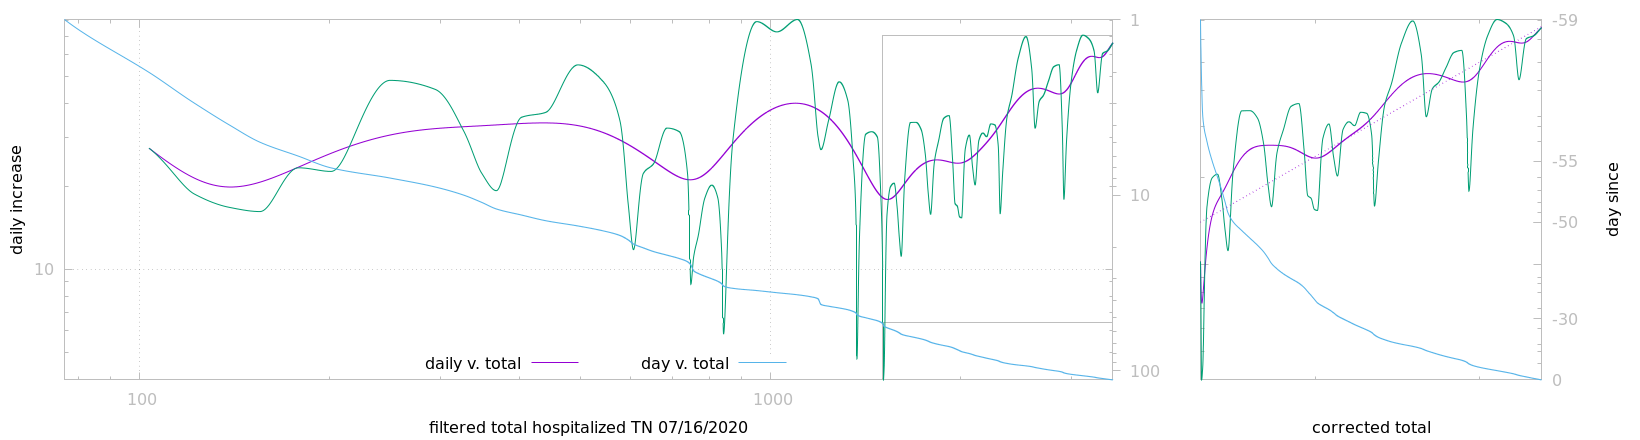 1
-59
daily increase
-55
day since
10
-50
10
-30
daily v. total
day v. total
100
0
100
1000
filtered total hospitalized TN 07/16/2020
corrected total